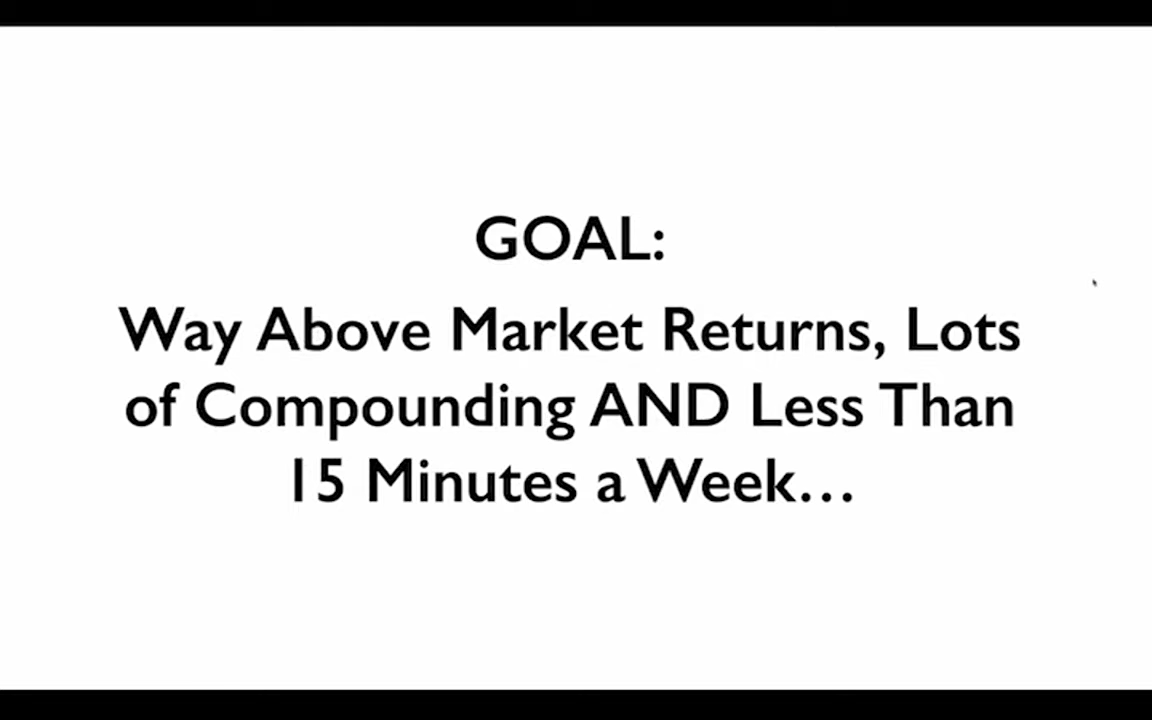 GOAL:
Way Above Market Returns, Lots
of Compounding AND Less Than
15 Minutes a Week...